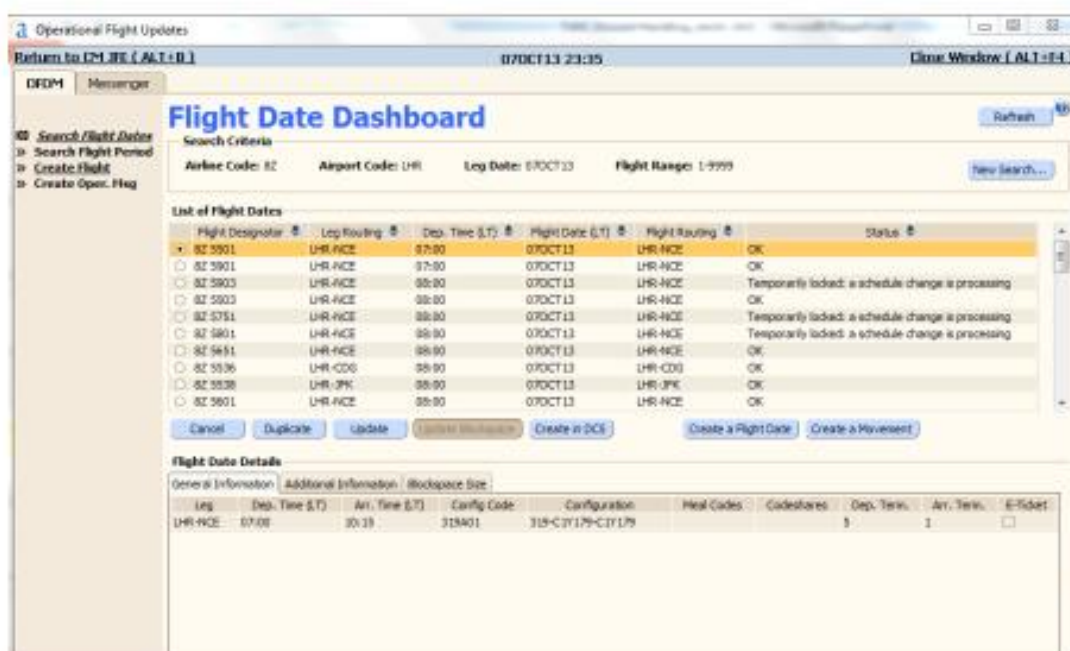 Operational Flight Updates
Return to CM JFE ( ALT+B ) 07OCT13 23:35 Close Window ( ALT+F4 )
DFDM Messenger
Flight Date Dashboard Refresh
Search Flight Dates
Search Flight Period
Create Flight
Create Oper. Msg
Search Criteria
Airline Code: 8Z Airport Code: LHR Leg Date: 07OCT13 Flight Range: 1-9999 New Search...
List of Flight Dates
Flight Designator Leg Routing Dep. Time (LT) Flight Date (LT) Flight Routing Status
8Z 5501 LHR-NCE 07:00 07OCT13 LHR-NCE OK
8Z 5901 LHR-NCE 07:00 07OCT13 LHR-NCE OK
8Z 5903 LHR-NCE 08:00 07OCT13 LHR-NCE Temporarily locked: a schedule change is processing
8Z 5503 LHR-NCE 08:00 07OCT13 LHR-NCE OK
8Z 5751 LHR-NCE 08:00 07OCT13 LHR-NCE Temporarily locked: a schedule change is processing
8Z 5801 LHR-NCE 08:00 07OCT13 LHR-NCE Temporarily locked: a schedule change is processing
8Z 5651 LHR-NCE 08:00 07OCT13 LHR-NCE OK
8Z 5536 LHR-CDG 08:00 07OCT13 LHR-CDG OK
8Z 5538 LHR-JFK 08:00 07OCT13 LHR-JFK OK
8Z 5601 LHR-NCE 08:00 07OCT13 LHR-NCE OK
Cancel Duplicate Update Update Blockspace Create in DCS Create a Flight Date Create a Movement
Flight Date Details
General Information Additional Information Blockspace Size
Leg Dep. Time (LT) Arr. Time (LT) Config Code Configuration Meal Codes Codeshares Dep. Term. Arr. Term. E-Ticket
LHR-NCE 07:00 10:15 319A01 319-C1Y179-C1Y179 5 1